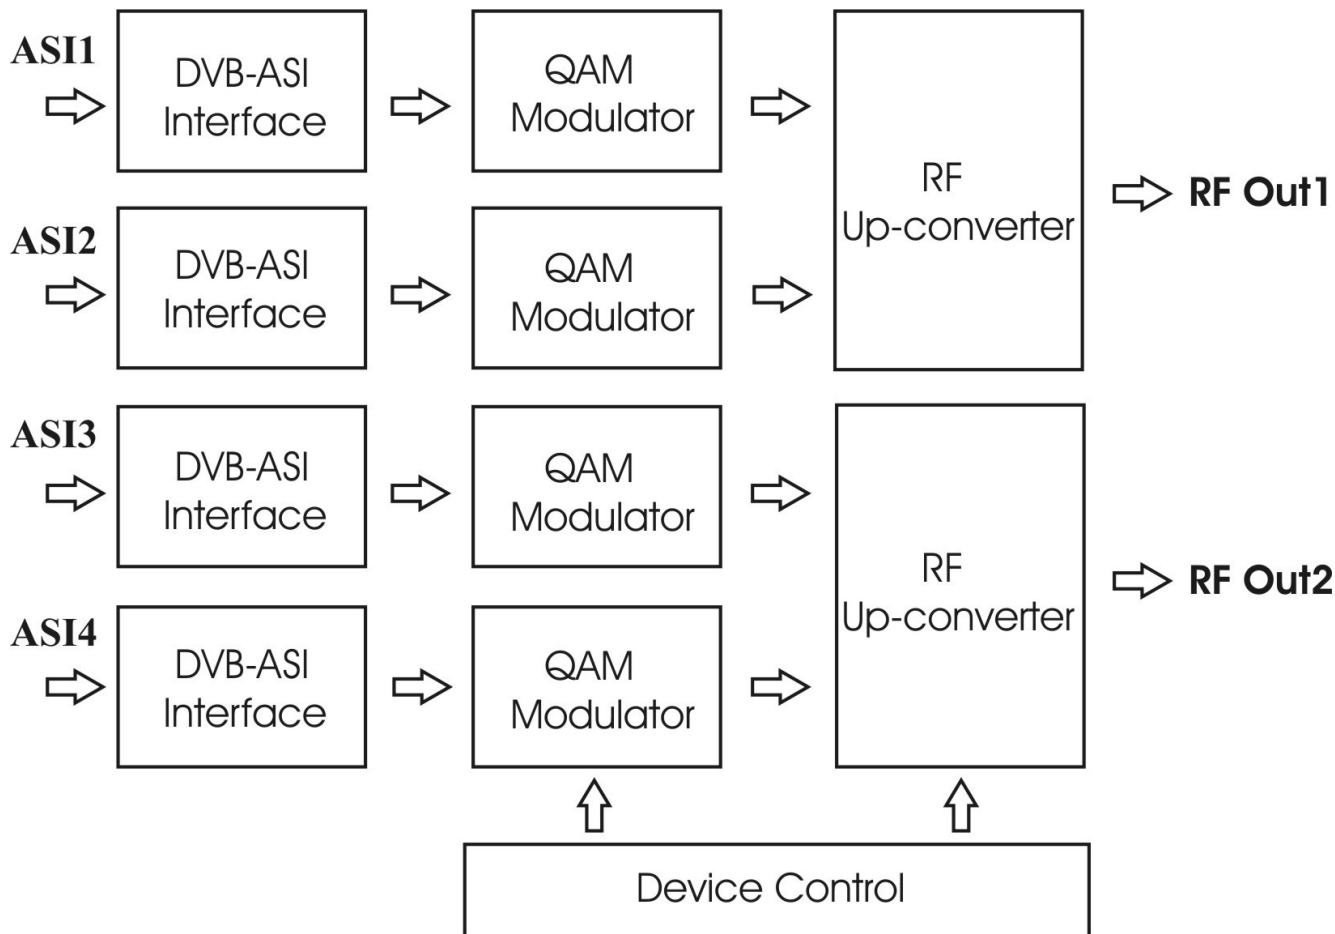 ASI1
DVB-ASI
Interface
QAM
Modulator
RF
Up-converter
RF Out1
ASI2
DVB-ASI
Interface
QAM
Modulator
ASI3
DVB-ASI
Interface
QAM
Modulator
RF
Up-converter
RF Out2
ASI4
DVB-ASI
Interface
QAM
Modulator
Device Control